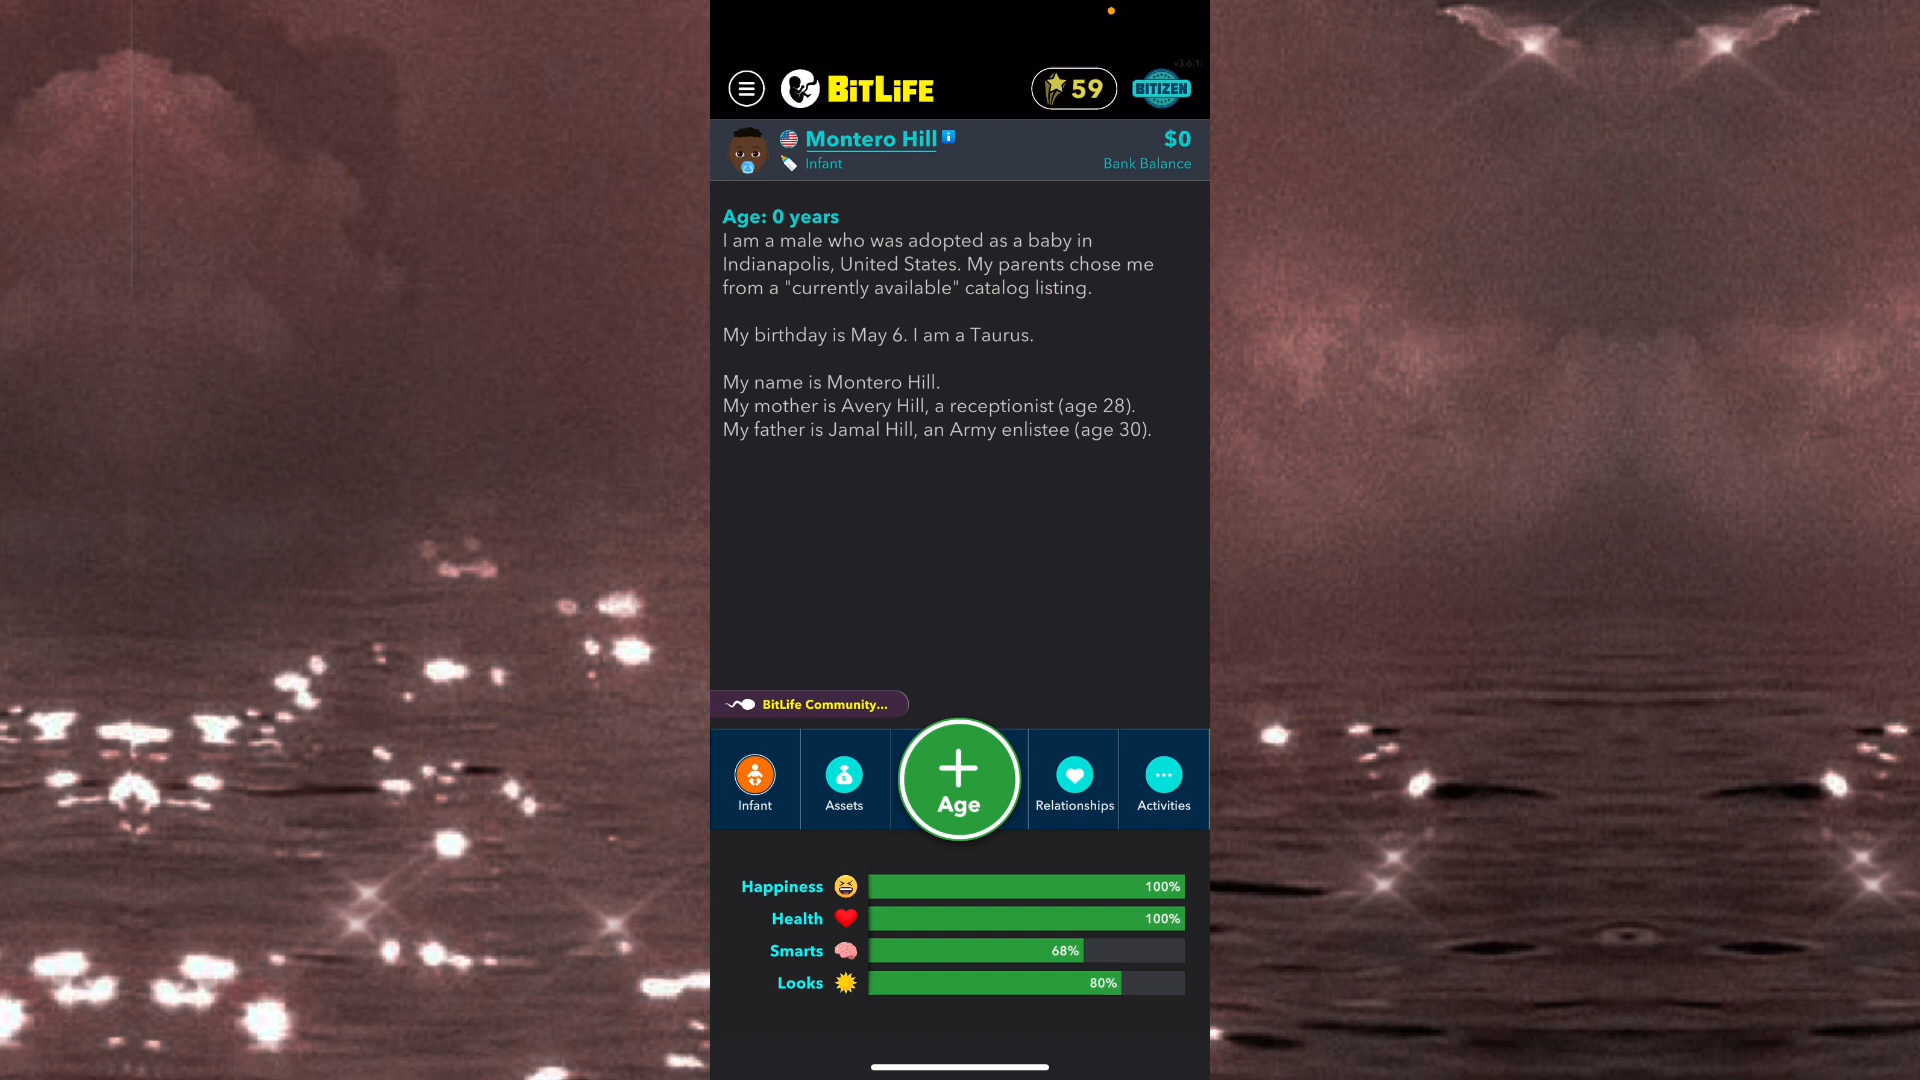 v3.6.1
BITLIFE
59
BITIZEN
Montero Hill
$0
Infant
Bank Balance
Age: 0 years
I am a male who was adopted as a baby in
Indianapolis, United States. My parents chose me
from a "currently available" catalog listing.
My birthday is May 6. I am a Taurus.
My name is Montero Hill.
My mother is Avery Hill, a receptionist (age 28).
My father is Jamal Hill, an Army enlistee (age 30).
BitLife Community...
Infant
Assets
Age
Relationships
Activities
Happiness 100%
Health 100%
Smarts 68%
Looks 80%